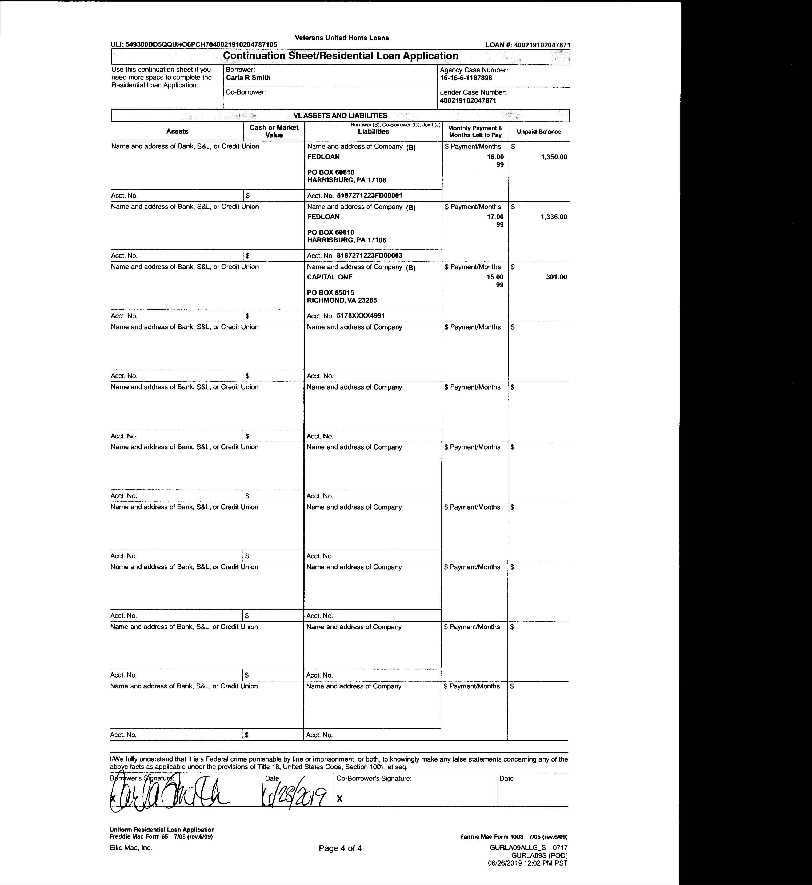 Veterans United Home Loans
LOAN #: 400219102047871
Continuation Sheet/Residential Loan Application
Use this continuation sheet if you need more space to complete the Residential Loan Application.
Borrower:
Carla R Smith
Co-Borrower:
Agency Case Number:
Lender Case Number:
400219102047871
VI. ASSETS AND LIABILITIES
Borrower (B), Co-Borrower (C), Joint (J)
Assets
Cash or Market Value
Liabilities
Monthly Payment & Months Left to Pay
Unpaid Balance
Name and address of Bank, S&L, or Credit Union
Name and address of Company (B)
$ Payment/Months
$
FEDLOAN
16.00
1,350.00
99
PO BOX 69610
HARRISBURG, PA 17106
Acct. No.
$
Acct. No. 8187271223FD00001
Name and address of Bank, S&L, or Credit Union
Name and address of Company (B)
$ Payment/Months
$
FEDLOAN
17.00
1,336.00
99
PO BOX 69610
HARRISBURG, PA 17106
Acct. No.
$
Acct. No. 8187271223FD00003
Name and address of Bank, S&L, or Credit Union
Name and address of Company (B)
$ Payment/Months
$
CAPITAL ONE
15.00
301.00
99
PO BOX 85015
RICHMOND, VA 23285
Acct. No.
$
Acct. No. 5178XXXX4991
Name and address of Bank, S&L, or Credit Union
Name and address of Company
$ Payment/Months
$
Acct. No.
$
Acct. No.
Name and address of Bank, S&L, or Credit Union
Name and address of Company
$ Payment/Months
$
Acct. No.
$
Acct. No.
Name and address of Bank, S&L, or Credit Union
Name and address of Company
$ Payment/Months
$
Acct. No.
$
Acct. No.
Name and address of Bank, S&L, or Credit Union
Name and address of Company
$ Payment/Months
$
Acct. No.
$
Acct. No.
Name and address of Bank, S&L, or Credit Union
Name and address of Company
$ Payment/Months
$
Acct. No.
$
Acct. No.
Name and address of Bank, S&L, or Credit Union
Name and address of Company
$ Payment/Months
$
Acct. No.
$
Acct. No.
Name and address of Bank, S&L, or Credit Union
Name and address of Company
$ Payment/Months
$
Acct. No.
$
Acct. No.
I/We fully understand that it is a Federal crime punishable by fine or imprisonment, or both, to knowingly make any false statements concerning any of the
above facts as applicable under the provisions of Title 18, United States Code, Section 1001, et seq.
Borrower's Signature:
Date
Co-Borrower's Signature:
Date
X
X
Uniform Residential Loan Application
Freddie Mac Form 65 7/05 (rev.6/09)
Fannie Mae Form 1003 7/05 (rev.6/09)
Ellie Mae, Inc.
Page 4 of 4
GURLA09ALLG_S 0717
GURLA09S (POD)
06/26/2019 12:02 PM PST